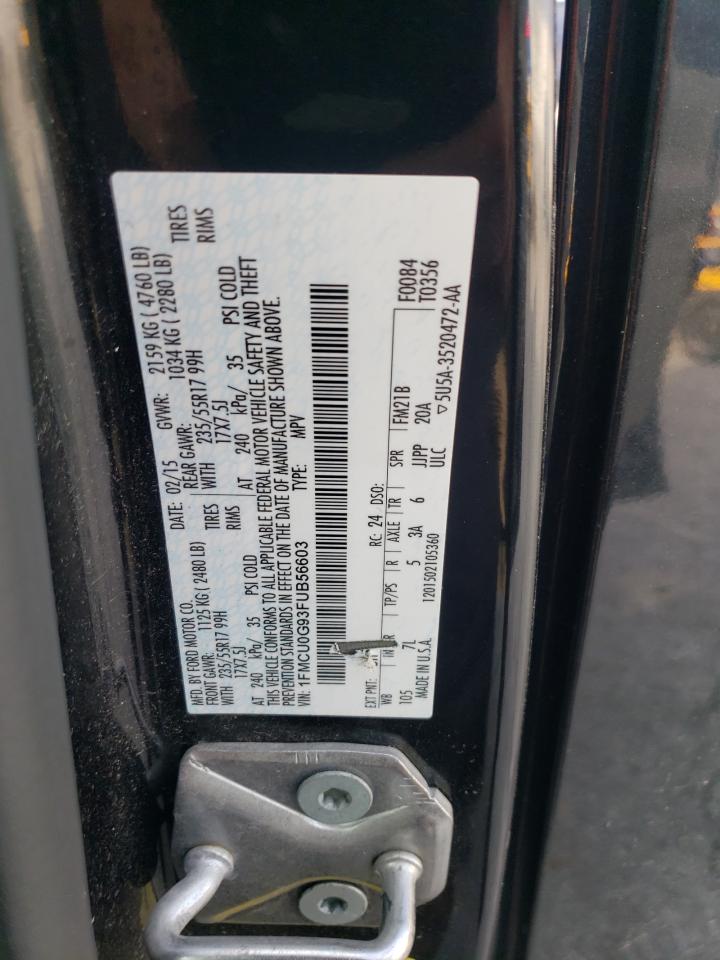 MFD. BY FORD MOTOR CO. DATE: 02/15 GVWR: 2159 KG ( 4760 LB)
FRONT GAWR: 1125 KG ( 2480 LB) REAR GAWR: 1034 KG ( 2280 LB)
WITH 235/55R17 99H TIRES WITH 235/55R17 99H TIRES
17X7.5J RIMS 17X7.5J RIMS
AT 240 kPa/ 35 PSI COLD AT 240 kPa/ 35 PSI COLD
THIS VEHICLE CONFORMS TO ALL APPLICABLE FEDERAL MOTOR VEHICLE SAFETY AND THEFT
PREVENTION STANDARDS IN EFFECT ON THE DATE OF MANUFACTURE SHOWN ABOVE.
VIN: 1FMCU0G93FUB56603 TYPE: MPV
EXT PNT: RC: 24 DSO: F0084
WB TP/PS R AXLE TR SPR FM21B T0356
105 7L 5 3A 6 JJPP 20A
MADE IN U.S.A. 1201502105360 ULC ▽5U5A-3520472-AA